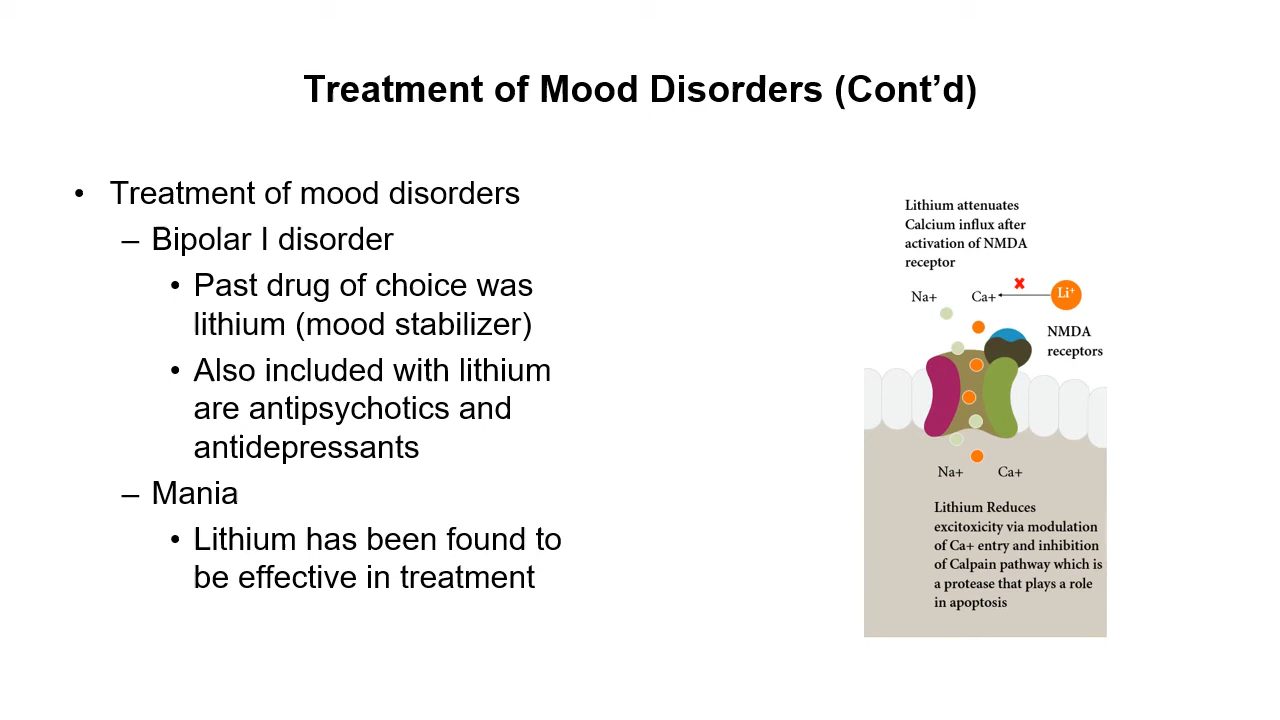 Treatment of Mood Disorders (Cont’d)
• Treatment of mood disorders
– Bipolar I disorder
• Past drug of choice was
lithium (mood stabilizer)
• Also included with lithium
are antipsychotics and
antidepressants
– Mania
• Lithium has been found to
be effective in treatment
Lithium attenuates
Calcium influx after
activation of NMDA
receptor
Na+ Ca+ Li+
NMDA
receptors
Na+ Ca+
Lithium Reduces
excitoxicity via modulation
of Ca+ entry and inhibition
of Calpain pathway which is
a protease that plays a role
in apoptosis